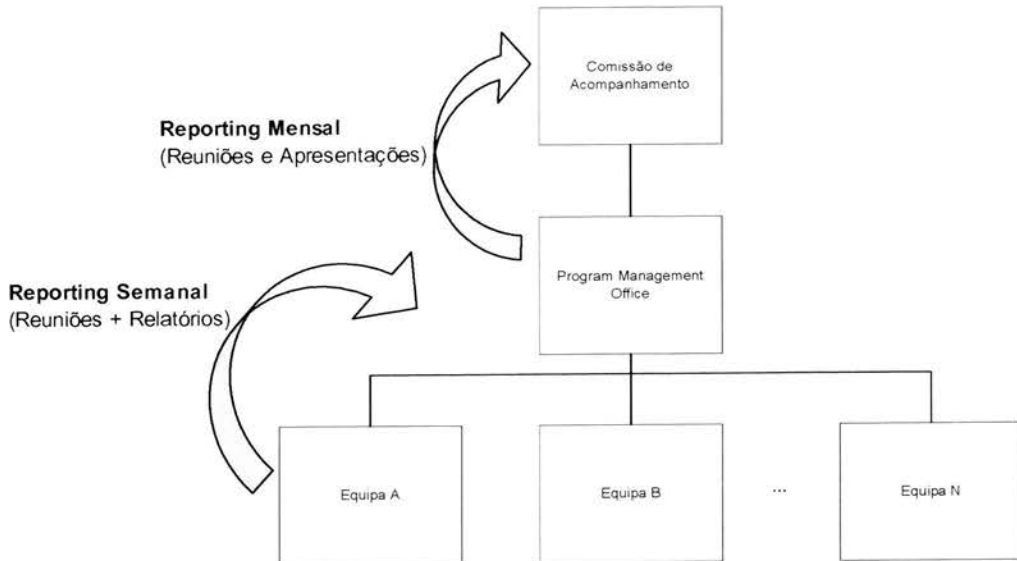 Comissão de
Acompanhamento
Reporting Mensal
(Reuniões e Apresentações)
Program Management
Office
Reporting Semanal
(Reuniões + Relatórios)
Equipa A
Equipa B
...
Equipa N